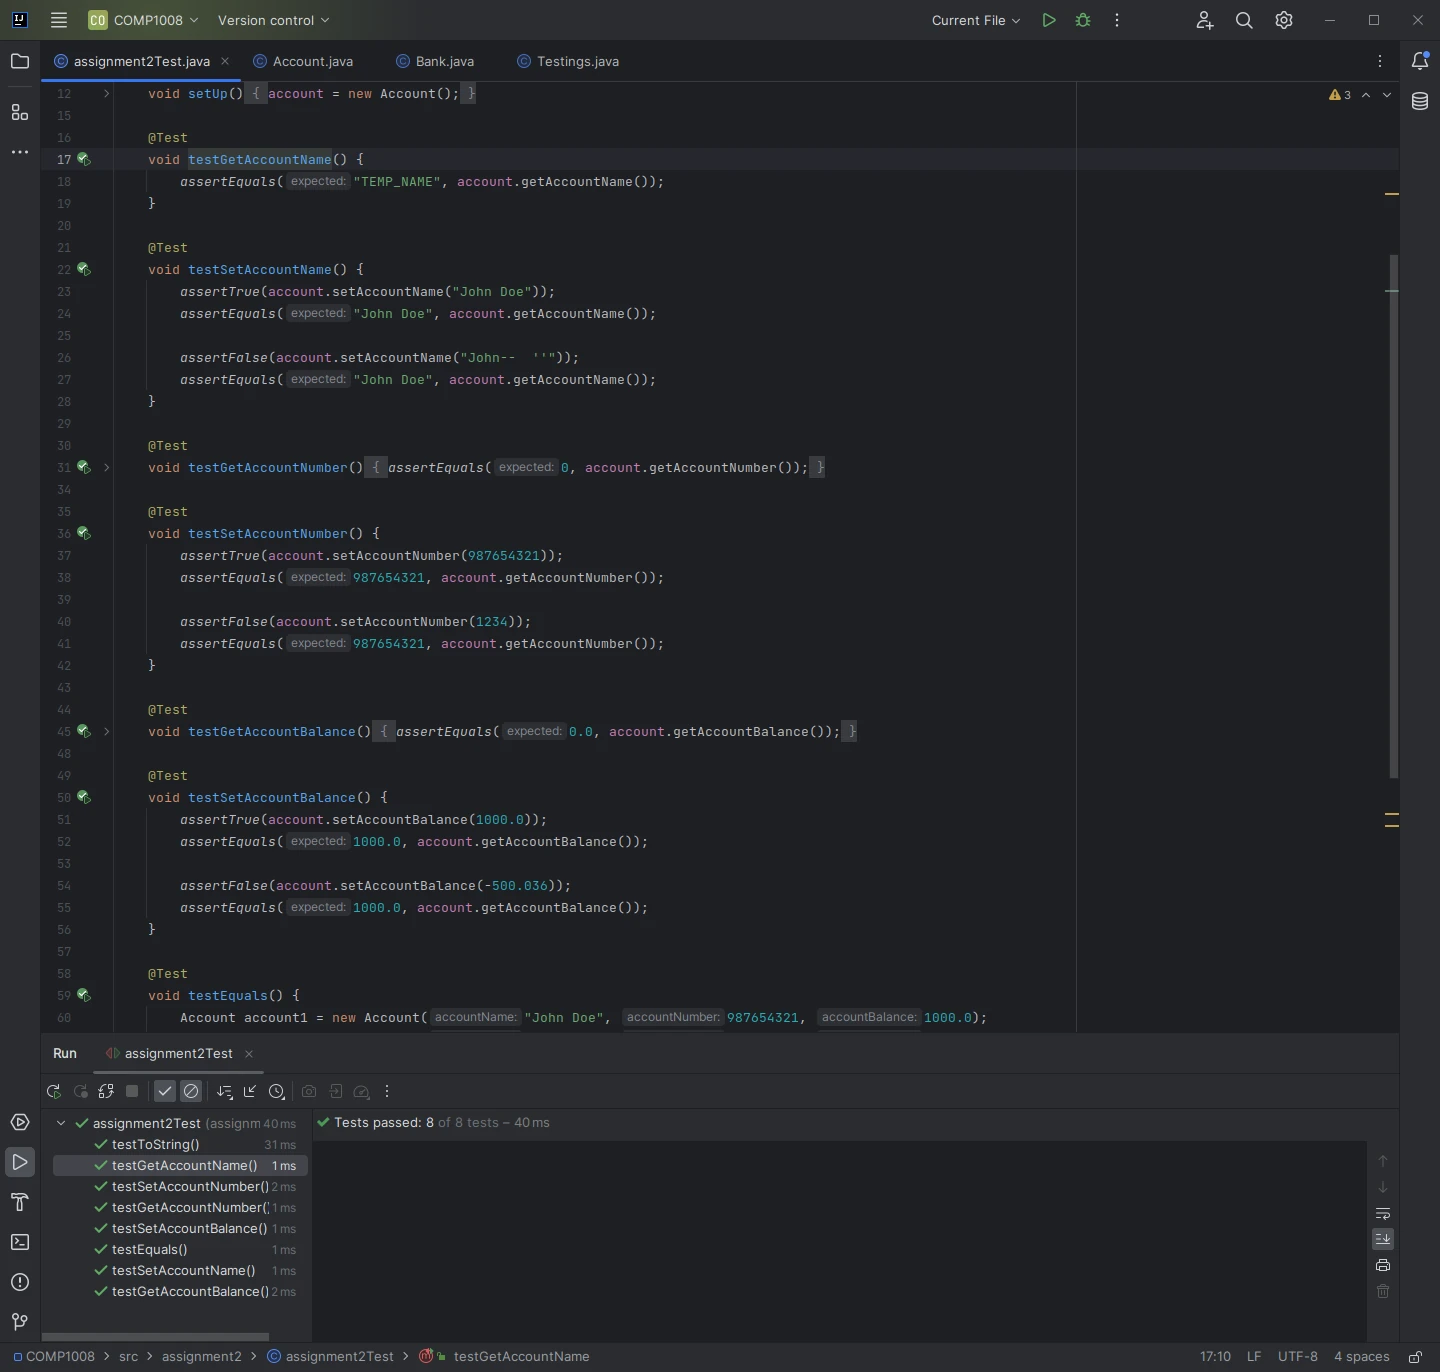 CO COMP1008 Version control Current File
assignment2Test.java Account.java Bank.java Testings.java
12 void setUp() { account = new Account(); } 3
15
16 @Test
17 void testGetAccountName() {
18 assertEquals( expected: "TEMP_NAME", account.getAccountName());
19 }
20
21 @Test
22 void testSetAccountName() {
23 assertTrue(account.setAccountName("John Doe"));
24 assertEquals( expected: "John Doe", account.getAccountName());
25
26 assertFalse(account.setAccountName("John--  ''"));
27 assertEquals( expected: "John Doe", account.getAccountName());
28 }
29
30 @Test
31 void testGetAccountNumber() { assertEquals( expected: 0, account.getAccountNumber()); }
34
35 @Test
36 void testSetAccountNumber() {
37 assertTrue(account.setAccountNumber(987654321));
38 assertEquals( expected: 987654321, account.getAccountNumber());
39
40 assertFalse(account.setAccountNumber(1234));
41 assertEquals( expected: 987654321, account.getAccountNumber());
42 }
43
44 @Test
45 void testGetAccountBalance() { assertEquals( expected: 0.0, account.getAccountBalance()); }
48
49 @Test
50 void testSetAccountBalance() {
51 assertTrue(account.setAccountBalance(1000.0));
52 assertEquals( expected: 1000.0, account.getAccountBalance());
53
54 assertFalse(account.setAccountBalance(-500.036));
55 assertEquals( expected: 1000.0, account.getAccountBalance());
56 }
57
58 @Test
59 void testEquals() {
60 Account account1 = new Account( accountName: "John Doe", accountNumber: 987654321, accountBalance: 1000.0);
Run assignment2Test
assignment2Test (assignm 40 ms
testToString() 31 ms
testGetAccountName() 1 ms
testSetAccountNumber() 2 ms
testGetAccountNumber( 1 ms
testSetAccountBalance() 1 ms
testEquals() 1 ms
testSetAccountName() 1 ms
testGetAccountBalance() 2 ms
Tests passed: 8 of 8 tests – 40 ms
COMP1008 > src > assignment2 > assignment2Test > testGetAccountName 17:10 LF UTF-8 4 spaces